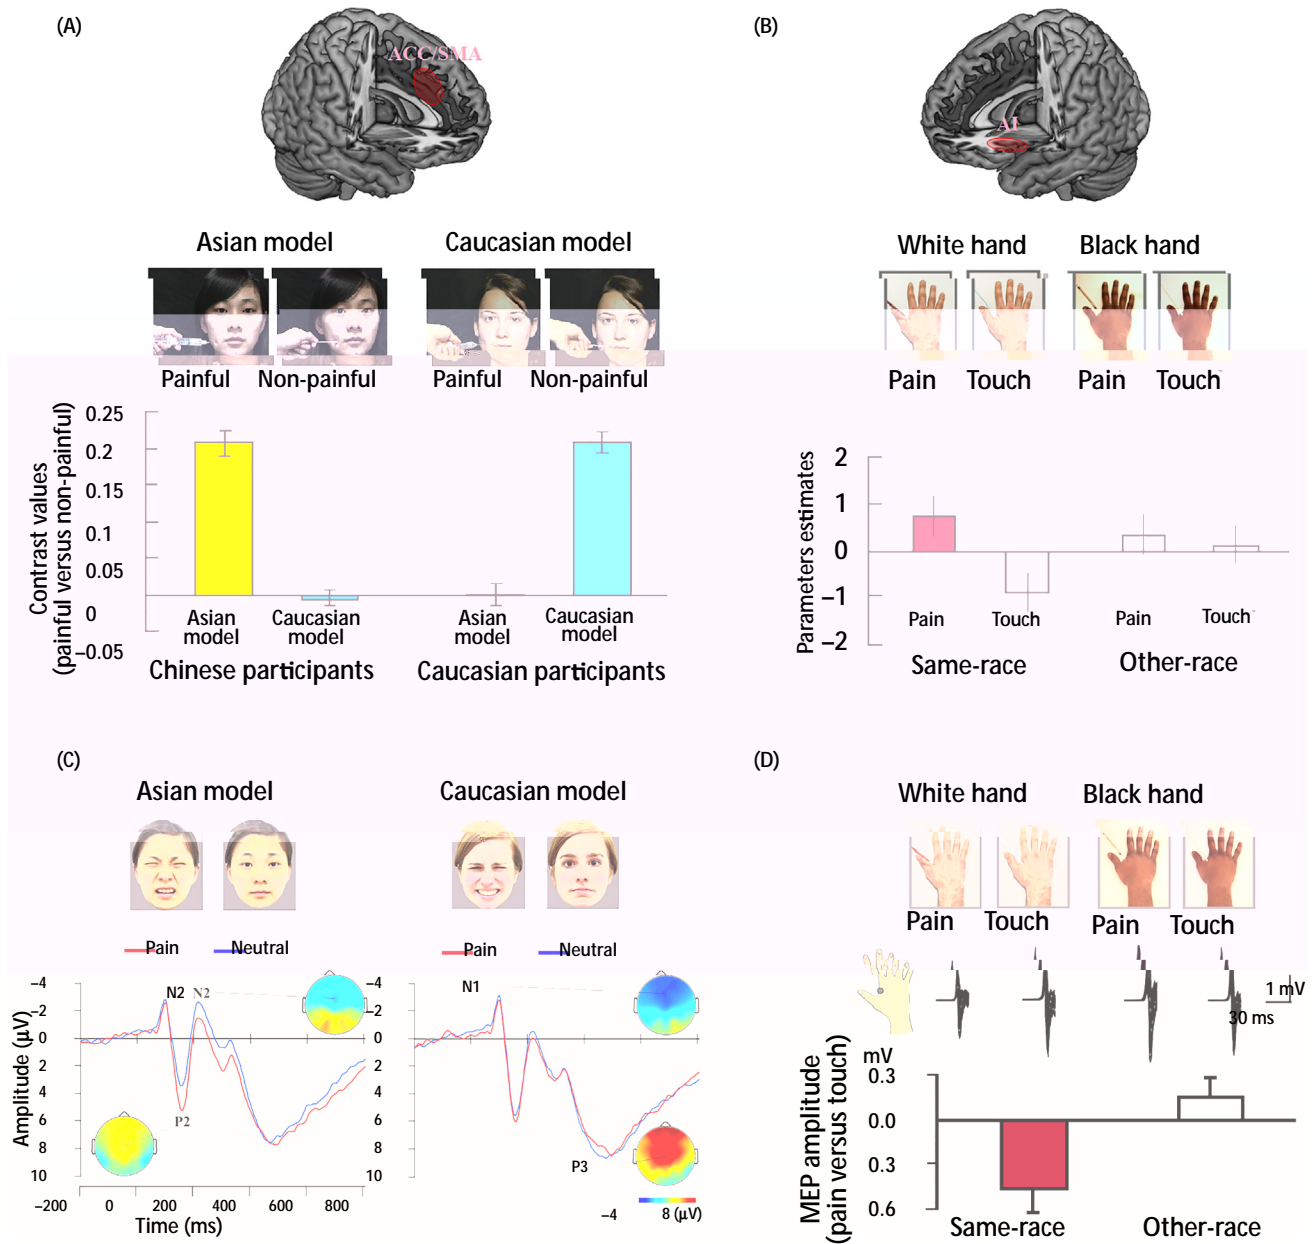 (A)
ACC/SMA
Asian model
Caucasian model
Painful
Non-painful
Painful
Non-painful
Contrast values
(painful versus non-painful)
0.25
0.2
0.15
0.1
0.05
0
−0.05
Asian
model
Caucasian
model
Asian
model
Caucasian
model
Chinese participants
Caucasian participants
(B)
AI
White hand
Black hand
Pain
Touch
Pain
Touch
Parameters estimates
2
1
0
−1
−2
Pain
Touch
Pain
Touch
Same-race
Other-race
(C)
Asian model
Caucasian model
Pain
Neutral
Pain
Neutral
Amplitude (µV)
−4
−2
0
2
4
6
8
10
N2
N2
P2
−4
−2
0
2
4
6
8
10
N1
P3
−200
0
200
400
600
800
Time (ms)
−4
8 (µV)
(D)
White hand
Black hand
Pain
Touch
Pain
Touch
1 mV
30 ms
MEP amplitude
(pain versus touch)
mV
0.3
0.0
0.3
0.6
Same-race
Other-race